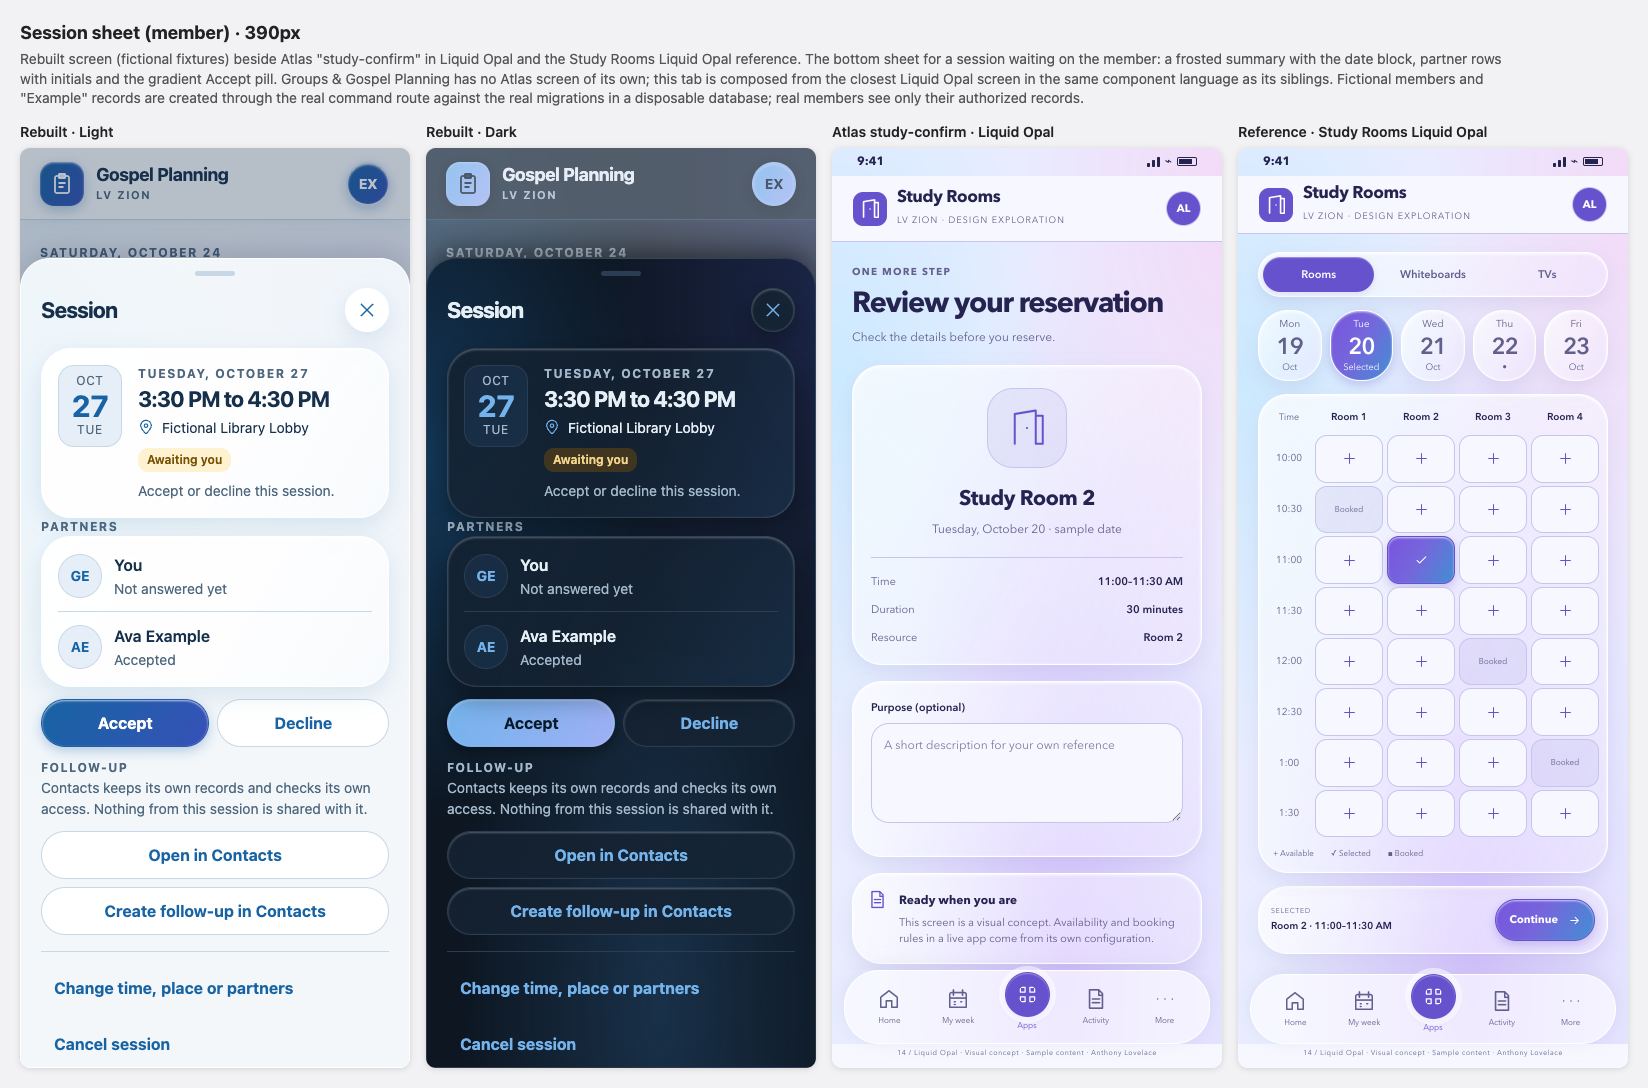 Session sheet (member) · 390px
Rebuilt screen (fictional fixtures) beside Atlas "study-confirm" in Liquid Opal and the Study Rooms Liquid Opal reference. The bottom sheet for a session waiting on the member: a frosted summary with the date block, partner rows
with initials and the gradient Accept pill. Groups & Gospel Planning has no Atlas screen of its own; this tab is composed from the closest Liquid Opal screen in the same component language as its siblings. Fictional members and
"Example" records are created through the real command route against the real migrations in a disposable database; real members see only their authorized records.
Rebuilt · Light
Gospel Planning
LV ZION
EX
SATURDAY, OCTOBER 24
Session
OCT
27
TUE
TUESDAY, OCTOBER 27
3:30 PM to 4:30 PM
Fictional Library Lobby
Awaiting you
Accept or decline this session.
PARTNERS
GE
You
Not answered yet
AE
Ava Example
Accepted
Accept
Decline
FOLLOW-UP
Contacts keeps its own records and checks its own
access. Nothing from this session is shared with it.
Open in Contacts
Create follow-up in Contacts
Change time, place or partners
Cancel session
Rebuilt · Dark
Gospel Planning
LV ZION
EX
SATURDAY, OCTOBER 24
Session
OCT
27
TUE
TUESDAY, OCTOBER 27
3:30 PM to 4:30 PM
Fictional Library Lobby
Awaiting you
Accept or decline this session.
PARTNERS
GE
You
Not answered yet
AE
Ava Example
Accepted
Accept
Decline
FOLLOW-UP
Contacts keeps its own records and checks its own
access. Nothing from this session is shared with it.
Open in Contacts
Create follow-up in Contacts
Change time, place or partners
Cancel session
Atlas study-confirm · Liquid Opal
9:41
Study Rooms
LV ZION · DESIGN EXPLORATION
AL
ONE MORE STEP
Review your reservation
Check the details before you reserve.
Study Room 2
Tuesday, October 20 · sample date
Time 11:00–11:30 AM
Duration 30 minutes
Resource Room 2
Purpose (optional)
A short description for your own reference
Ready when you are
This screen is a visual concept. Availability and booking
rules in a live app come from its own configuration.
Home My week Apps Activity More
14 / Liquid Opal · Visual concept · Sample content · Anthony Lovelace
Reference · Study Rooms Liquid Opal
9:41
Study Rooms
LV ZION · DESIGN EXPLORATION
AL
Rooms Whiteboards TVs
Mon Tue Wed Thu Fri
19 20 21 22 23
Oct Selected Oct • Oct
Time Room 1 Room 2 Room 3 Room 4
10:00 + + + +
10:30 Booked + + +
11:00 + ✓ + +
11:30 + + + +
12:00 + + Booked +
12:30 + + + +
1:00 + + + Booked
1:30 + + + +
+ Available ✓ Selected ■ Booked
SELECTED
Room 2 · 11:00–11:30 AM
Continue →
Home My week Apps Activity More
14 / Liquid Opal · Visual concept · Sample content · Anthony Lovelace